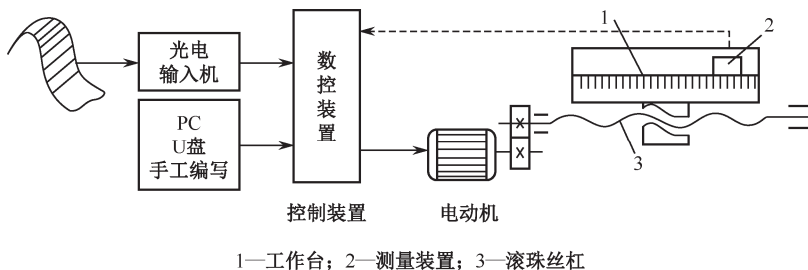 光电
输入机
PC
U盘
手工编写
数控装置
控制装置
电动机
1
2
3
1—工作台；2—测量装置；3—滚珠丝杠